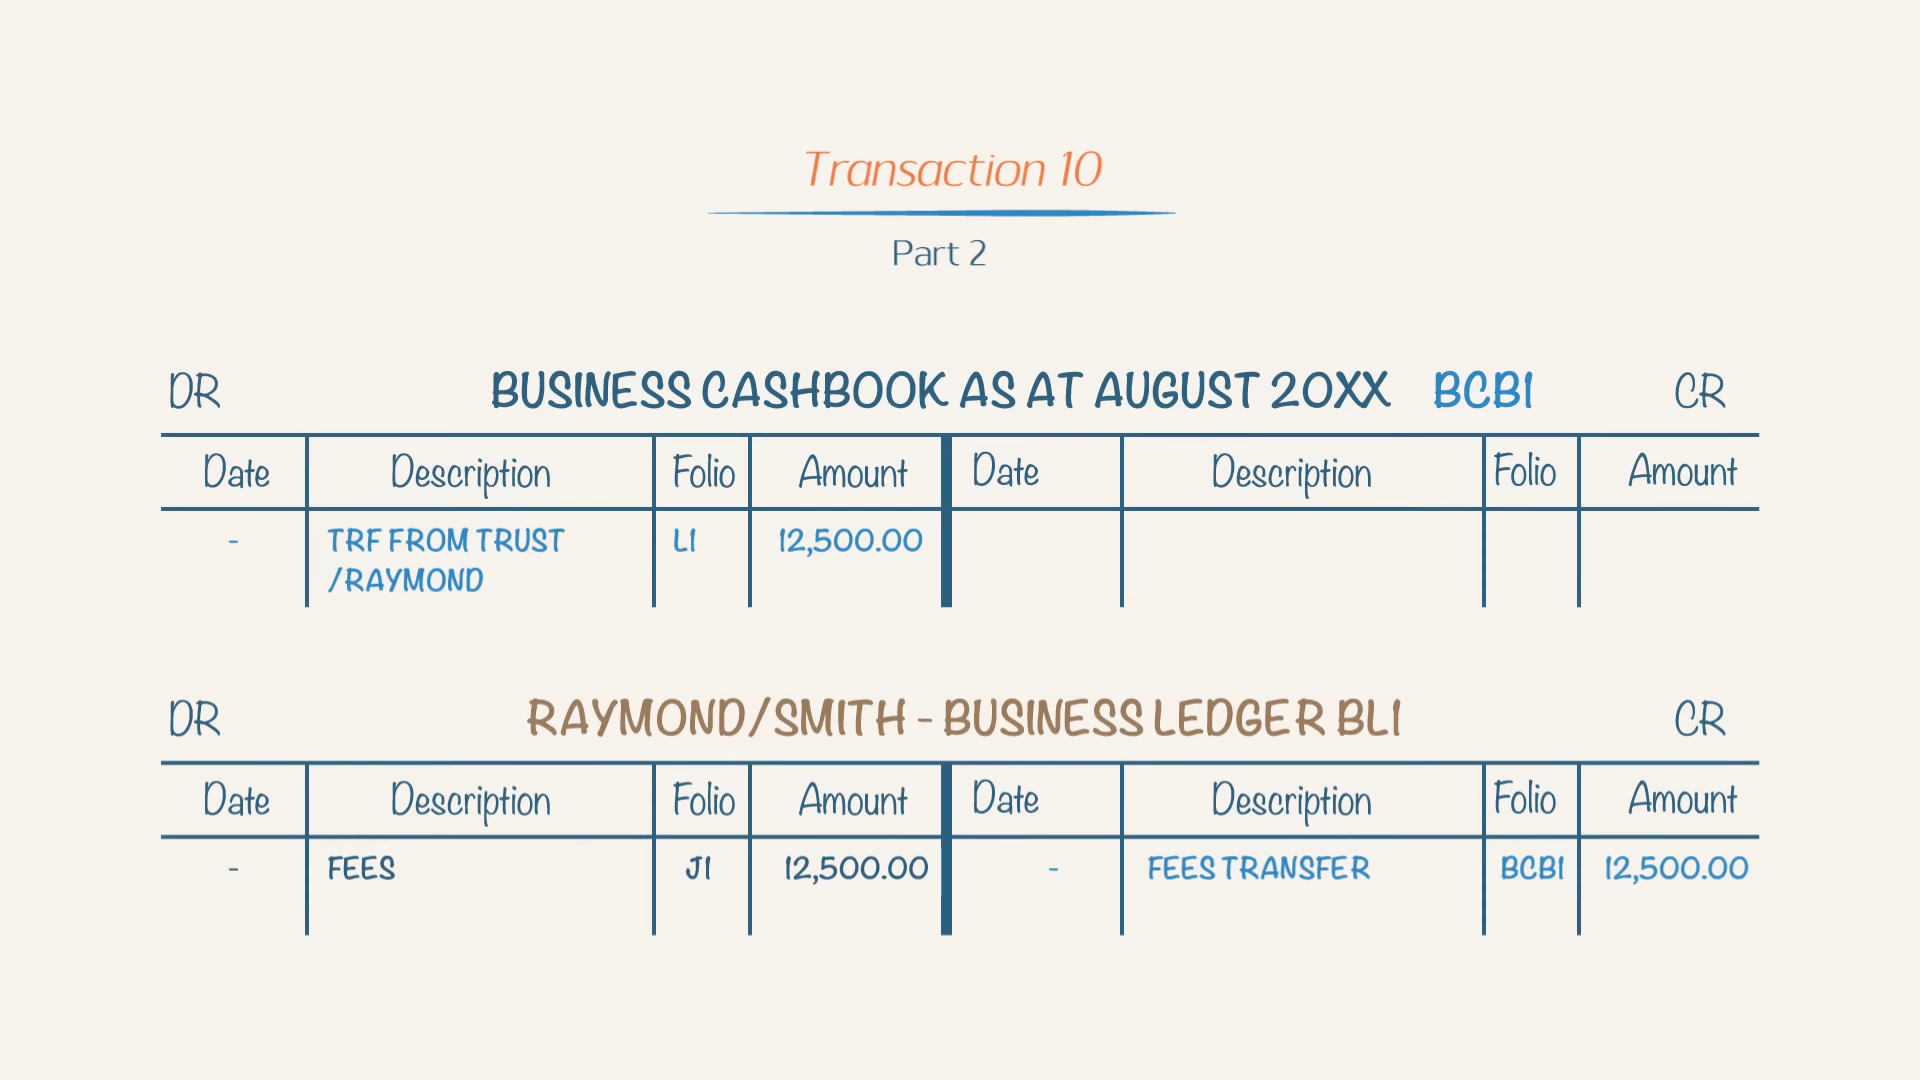 Transaction 10
Part 2
DR BUSINESS CASHBOOK AS AT AUGUST 20XX BCB1 CR
Date Description Folio Amount Date Description Folio Amount
- TRF FROM TRUST L1 12,500.00
/RAYMOND
DR RAYMOND/SMITH - BUSINESS LEDGER BL1 CR
Date Description Folio Amount Date Description Folio Amount
- FEES J1 12,500.00 - FEES TRANSFER BCB1 12,500.00